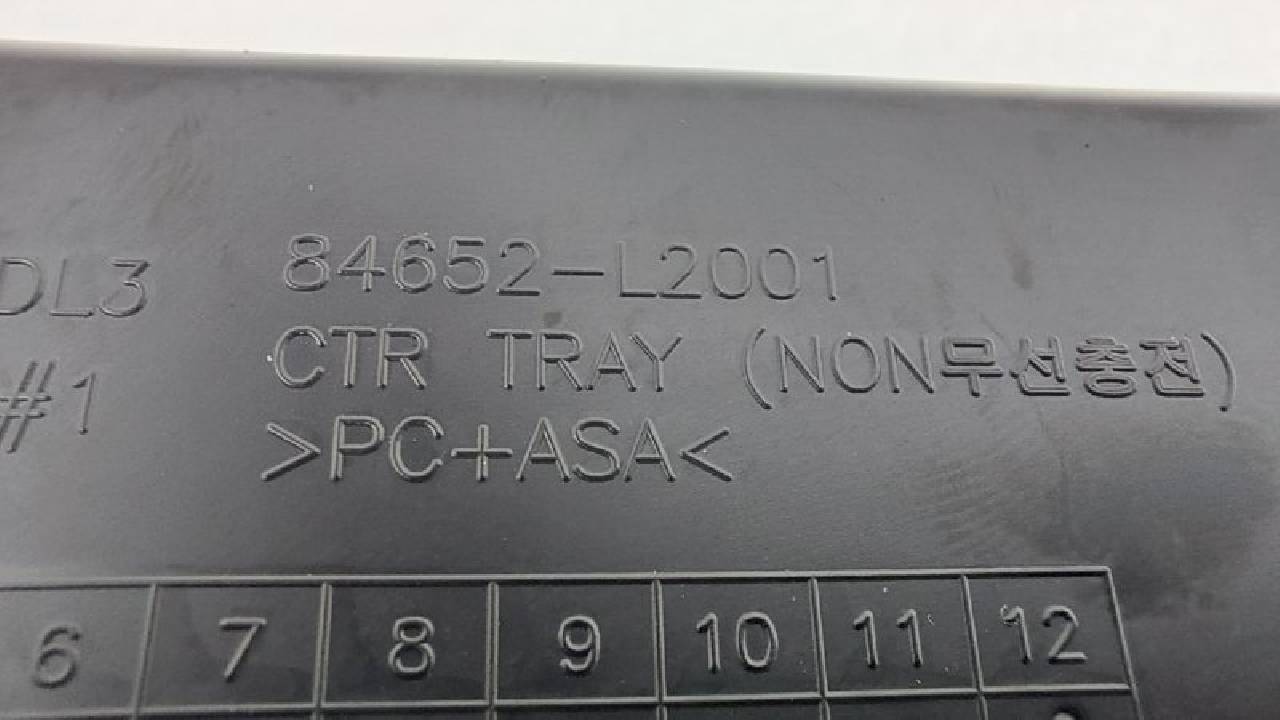 DL3
#1
84652-L2001
CTR TRAY (NON무선충전)
>PC+ASA<
6 7 8 9 10 11 12